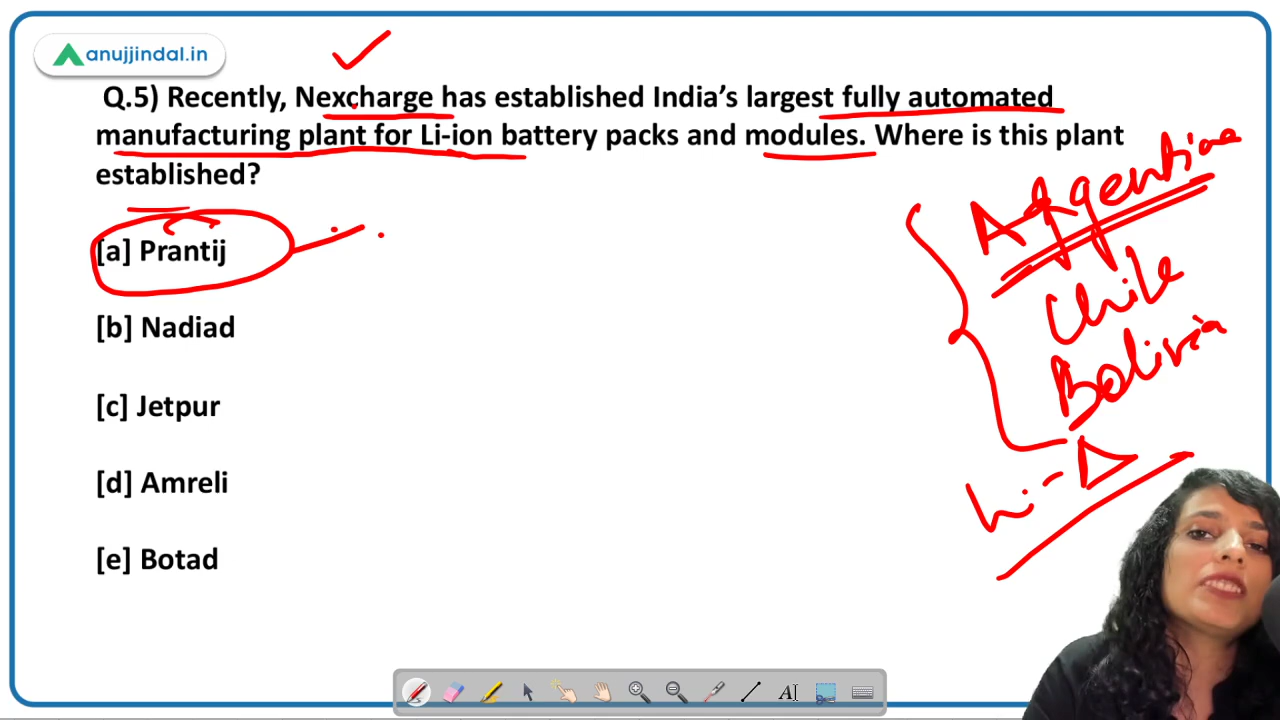 anujjindal.in
Q.5) Recently, Nexcharge has established India's largest fully automated
manufacturing plant for Li-ion battery packs and modules. Where is this plant
established?
[a] Prantij
[b] Nadiad
[c] Jetpur
[d] Amreli
[e] Botad
Argentina
Chile
Bolivia
Li - Δ
AI